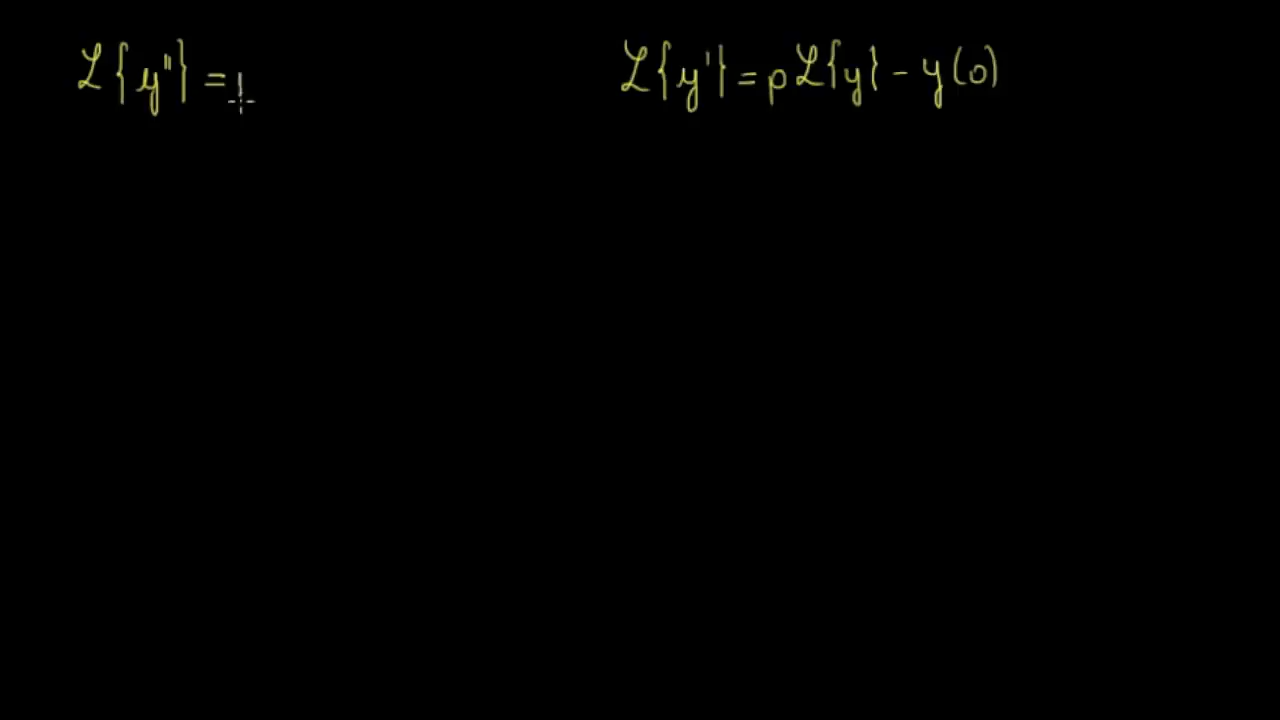 ℒ{y''} =
ℒ{y'} = pℒ{y} - y(0)